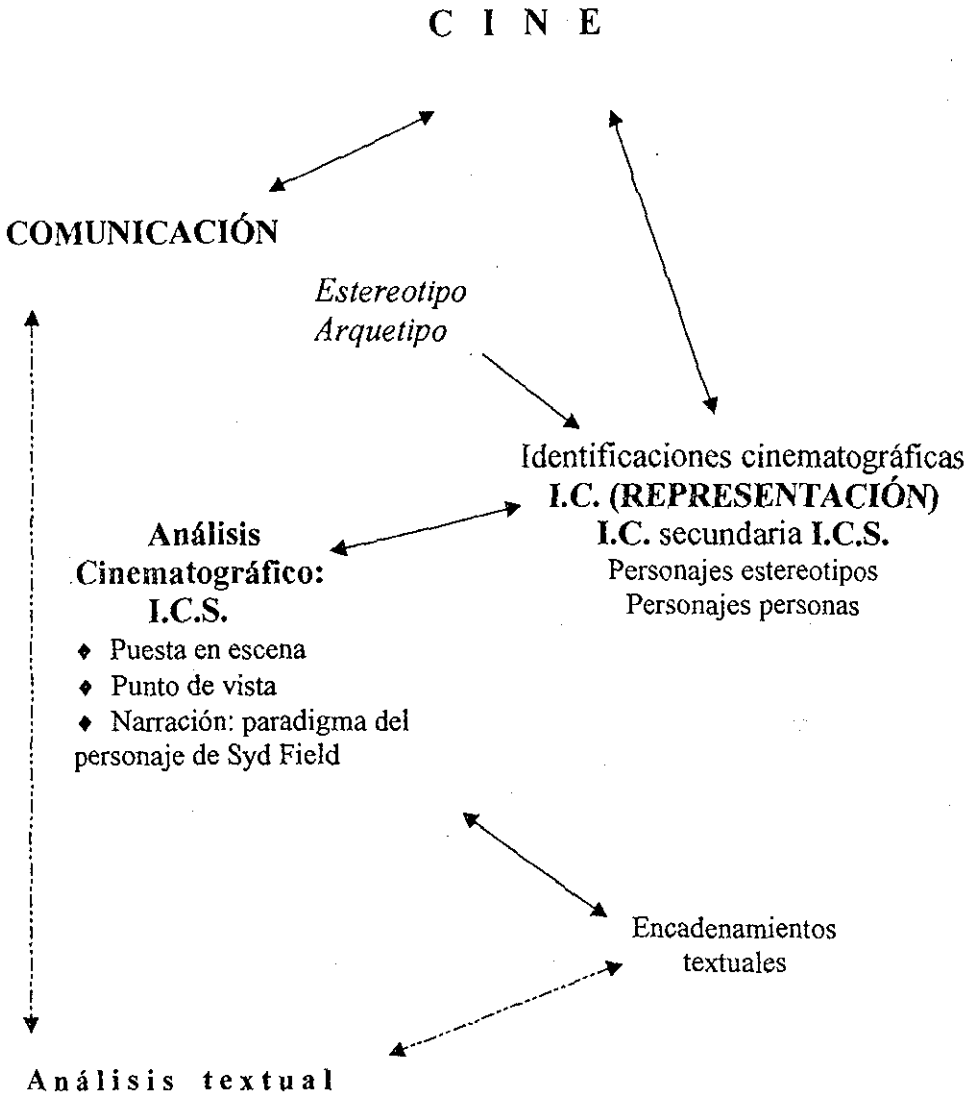 C I N E
COMUNICACIÓN
Estereotipo
Arquetipo
Identificaciones cinematográficas
I.C. (REPRESENTACIÓN)
I.C. secundaria I.C.S.
Personajes estereotipos
Personajes personas
Análisis
Cinematográfico:
I.C.S.
♦ Puesta en escena
♦ Punto de vista
♦ Narración: paradigma del
personaje de Syd Field
Encadenamientos
textuales
Análisis textual